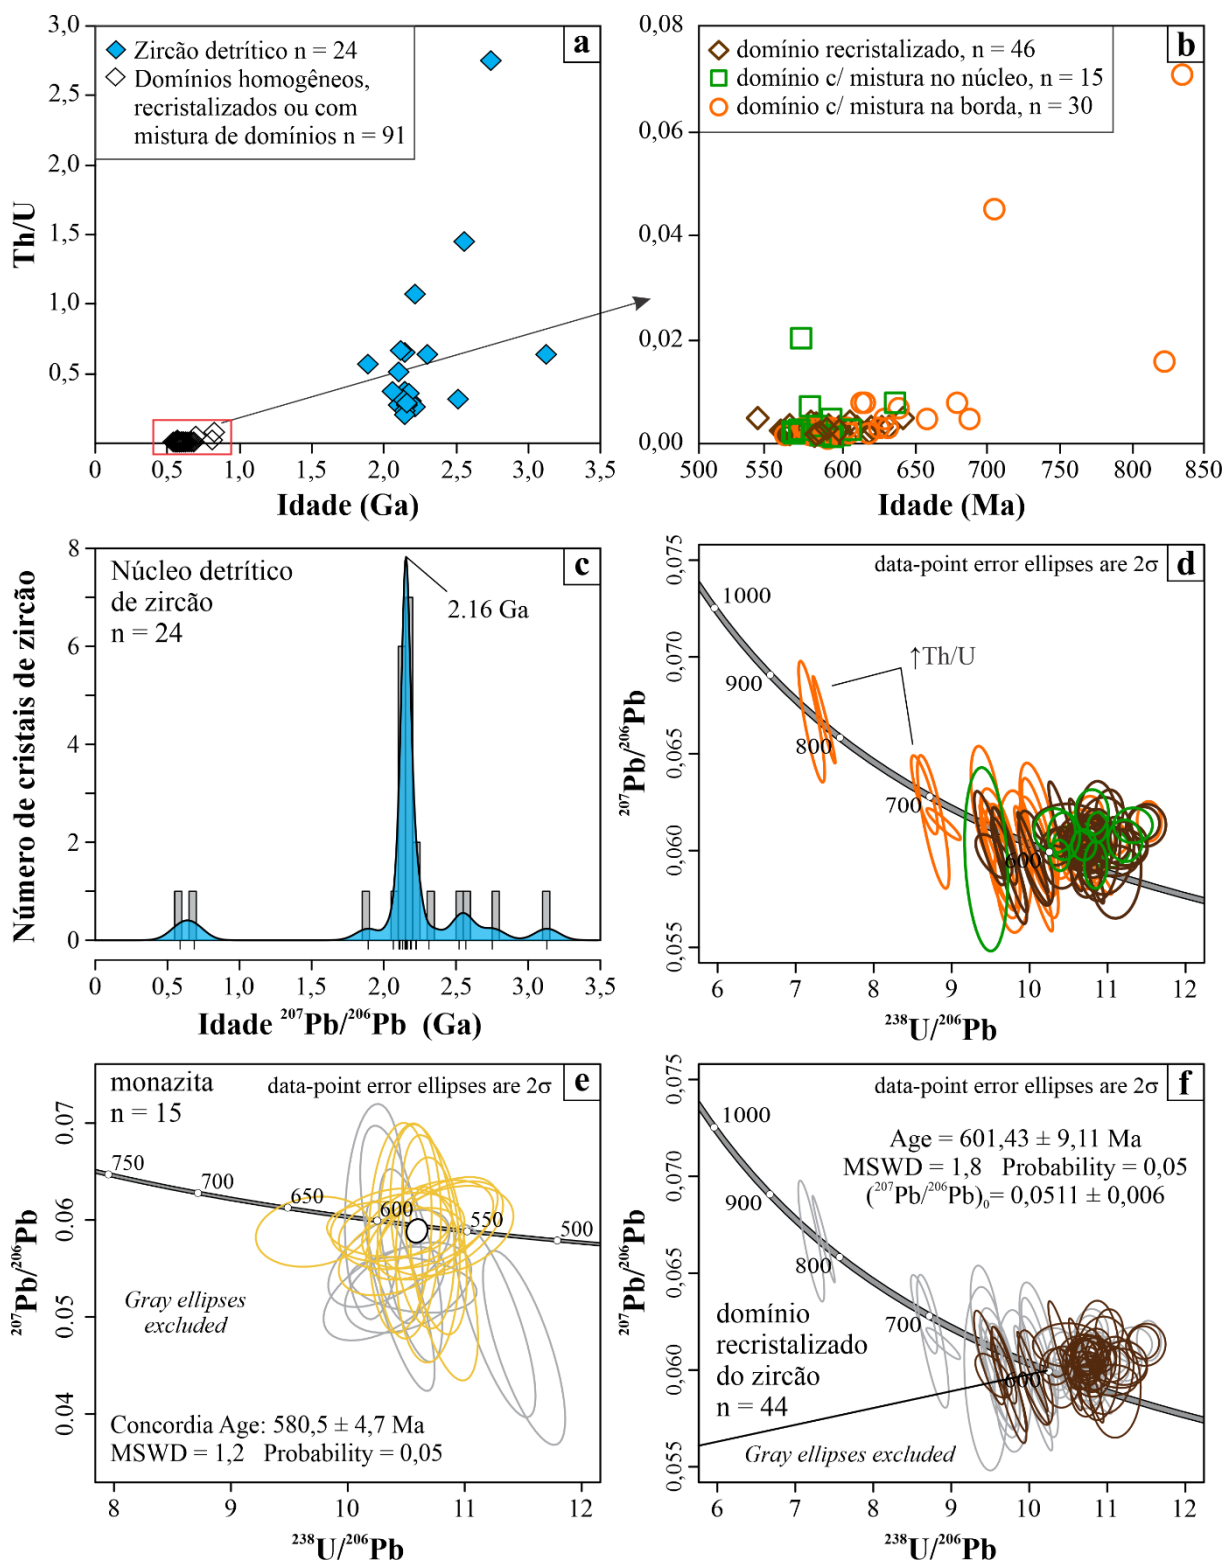 a
Zircão detrítico n = 24
Domínios homogêneos,
recristalizados ou com
mistura de domínios n = 91
3,0
2,5
2,0
1,5
1,0
0,5
0
0,5
1,0
1,5
2,0
2,5
3,0
3,5
Th/U
Idade (Ga)
b
domínio recristalizado, n = 46
domínio c/ mistura no núcleo, n = 15
domínio c/ mistura na borda, n = 30
0,08
0,06
0,04
0,02
0,00
500
550
600
650
700
750
800
850
Idade (Ma)
c
Núcleo detrítico
de zircão
n = 24
2.16 Ga
8
6
4
2
0
0
0,5
1,0
1,5
2,0
2,5
3,0
3,5
Número de cristais de zircão
Idade ²⁰⁷Pb/²⁰⁶Pb (Ga)
d
data-point error ellipses are 2σ
1000
900
800
700
600
↑Th/U
0,075
0,070
0,065
0,060
0,055
6
7
8
9
10
11
12
²⁰⁷Pb/²⁰⁶Pb
²³⁸U/²⁰⁶Pb
e
monazita
n = 15
data-point error ellipses are 2σ
750
700
650
600
550
500
Gray ellipses
excluded
Concordia Age: 580,5 ± 4,7 Ma
MSWD = 1,2 Probability = 0,05
0.07
0.06
0.05
0.04
8
9
10
11
12
²⁰⁷Pb/²⁰⁶Pb
²³⁸U/²⁰⁶Pb
f
data-point error ellipses are 2σ
Age = 601,43 ± 9,11 Ma
MSWD = 1,8 Probability = 0,05
(²⁰⁷Pb/²⁰⁶Pb)₀= 0,0511 ± 0,006
1000
900
800
700
600
domínio
recristalizado
do zircão
n = 44
Gray ellipses excluded
0,075
0,070
0,065
0,060
0,055
6
7
8
9
10
11
12
²⁰⁷Pb/²⁰⁶Pb
²³⁸U/²⁰⁶Pb